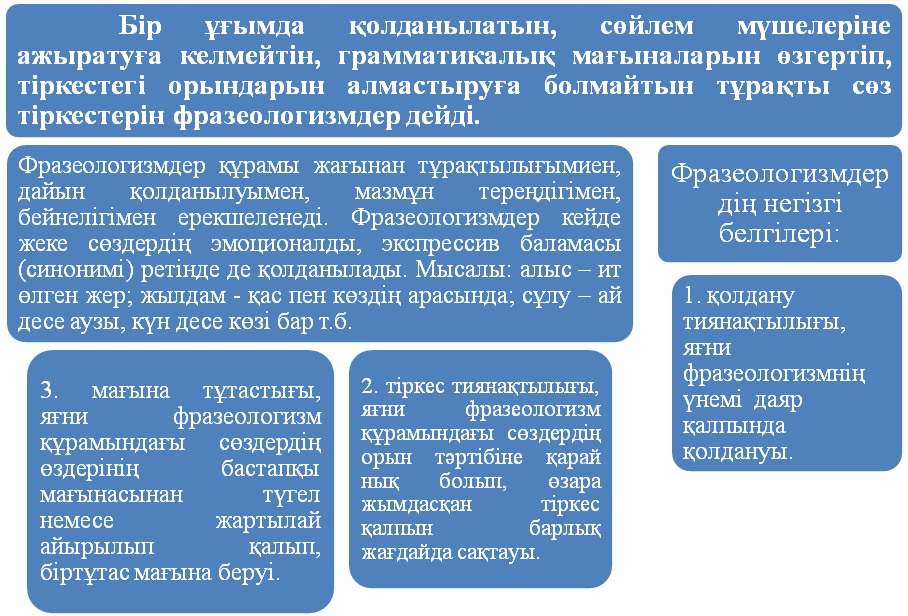 Бір ұғымда қолданылатын, сөйлем мүшелеріне
ажыратуға келмейтін, грамматикалық мағыналарын өзгертіп,
тіркестегі орындарын алмастыруға болмайтын тұрақты сөз
тіркестерін фразеологизмдер дейді.
Фразеологизмдер құрамы жағынан тұрақтылығымиен,
дайын қолданылуымен, мазмұн тереңдігімен,
бейнелігімен ерекшеленеді. Фразеологизмдер кейде
жеке сөздердің эмоционалды, экспрессив баламасы
(синонимі) ретінде де қолданылады. Мысалы: алыс – ит
өлген жер; жылдам - қас пен көздің арасында; сұлу – ай
десе аузы, күн десе көзі бар т.б.
Фразеологизмдер
дің негізгі
белгілері:
1. қолдану
тиянақтылығы,
яғни
фразеологизмнің
үнемі даяр
қалпында
қолдануы.
2. тіркес тиянақтылығы,
яғни фразеологизм
құрамындағы сөздердің
орын тәртібіне қарай
нық болып, өзара
жымдасқан тіркес
қалпын барлық
жағдайда сақтауы.
3. мағына тұтастығы,
яғни фразеологизм
құрамындағы сөздердің
өздерінің бастапқы
мағынасынан түгел
немесе жартылай
айырылып қалып,
біртұтас мағына беруі.